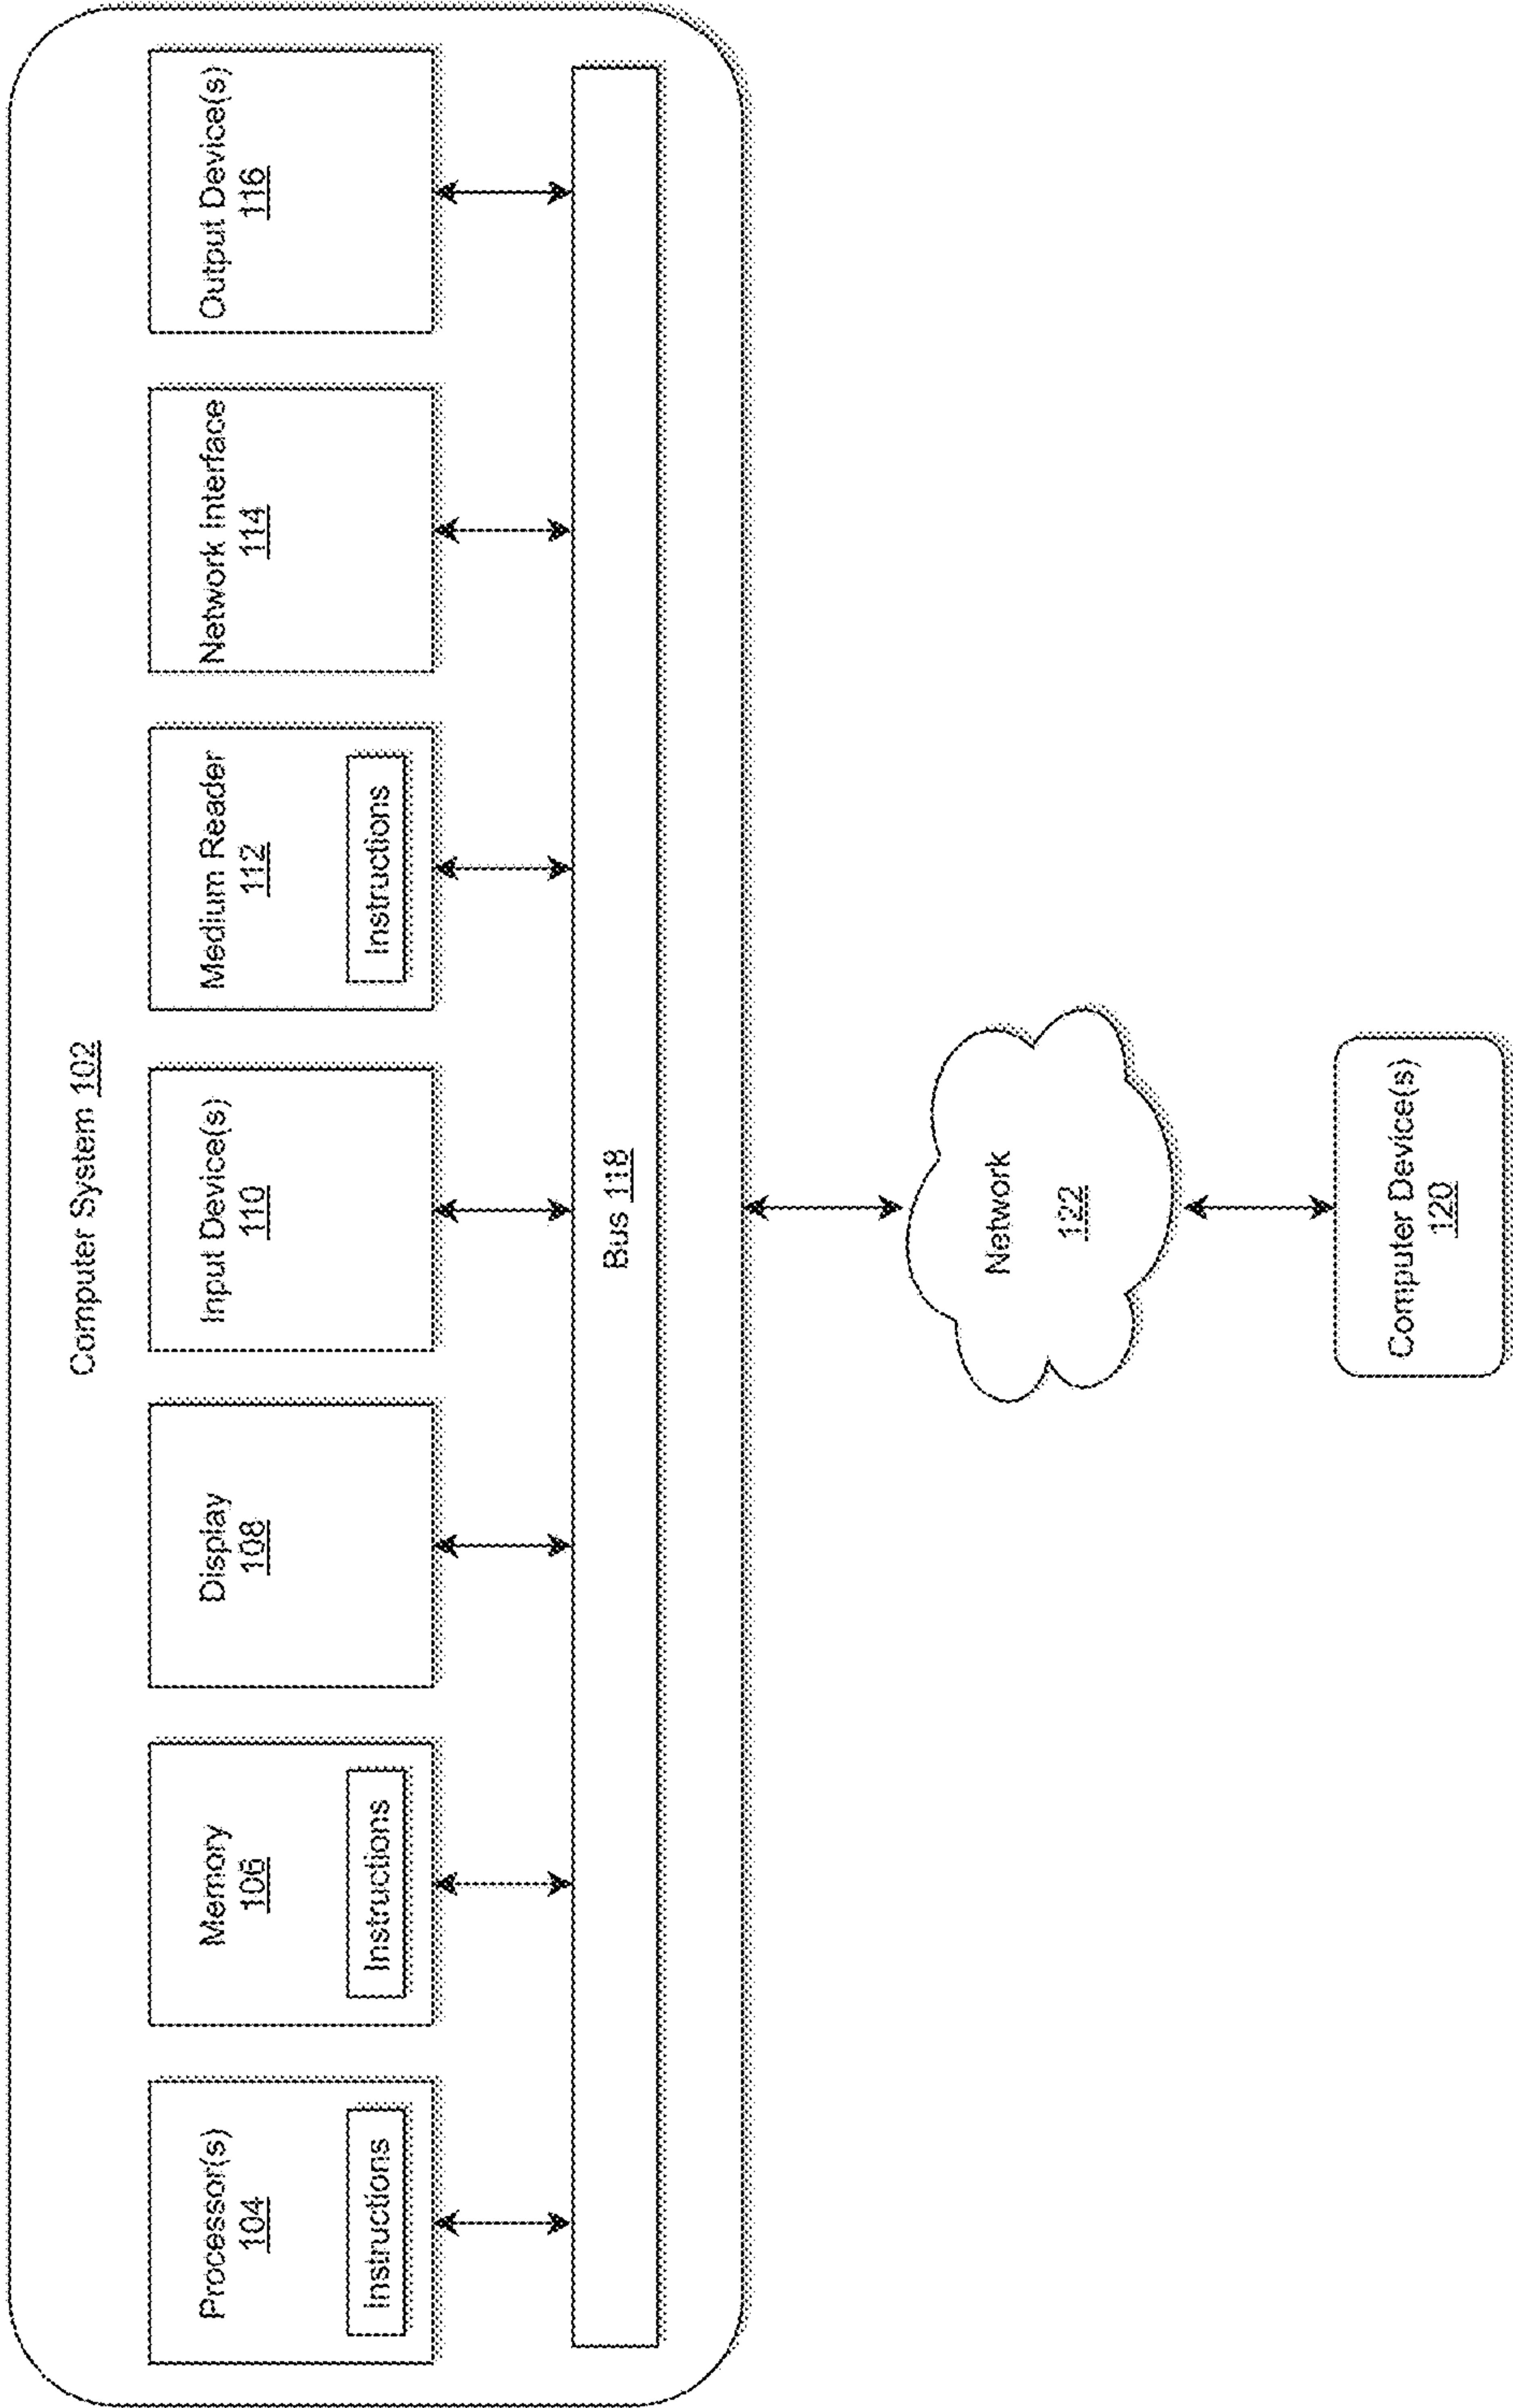 Computer System 102
Processor(s)
104
Instructions
Memory
106
Instructions
Display
108
Input Device(s)
110
Medium Reader
112
Instructions
Network Interface
114
Output Device(s)
116
Bus 118
Network
122
Computer Device(s)
120